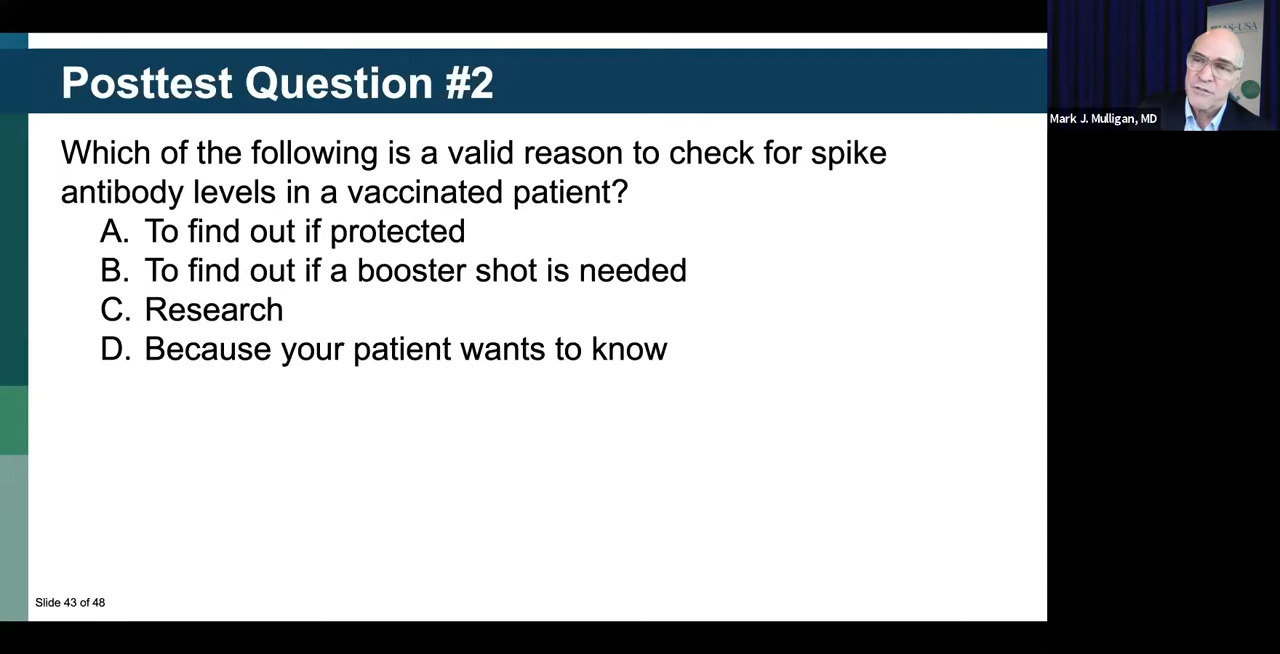 Posttest Question #2
Which of the following is a valid reason to check for spike
antibody levels in a vaccinated patient?
A. To find out if protected
B. To find out if a booster shot is needed
C. Research
D. Because your patient wants to know
Slide 43 of 48
Mark J. Mulligan, MD